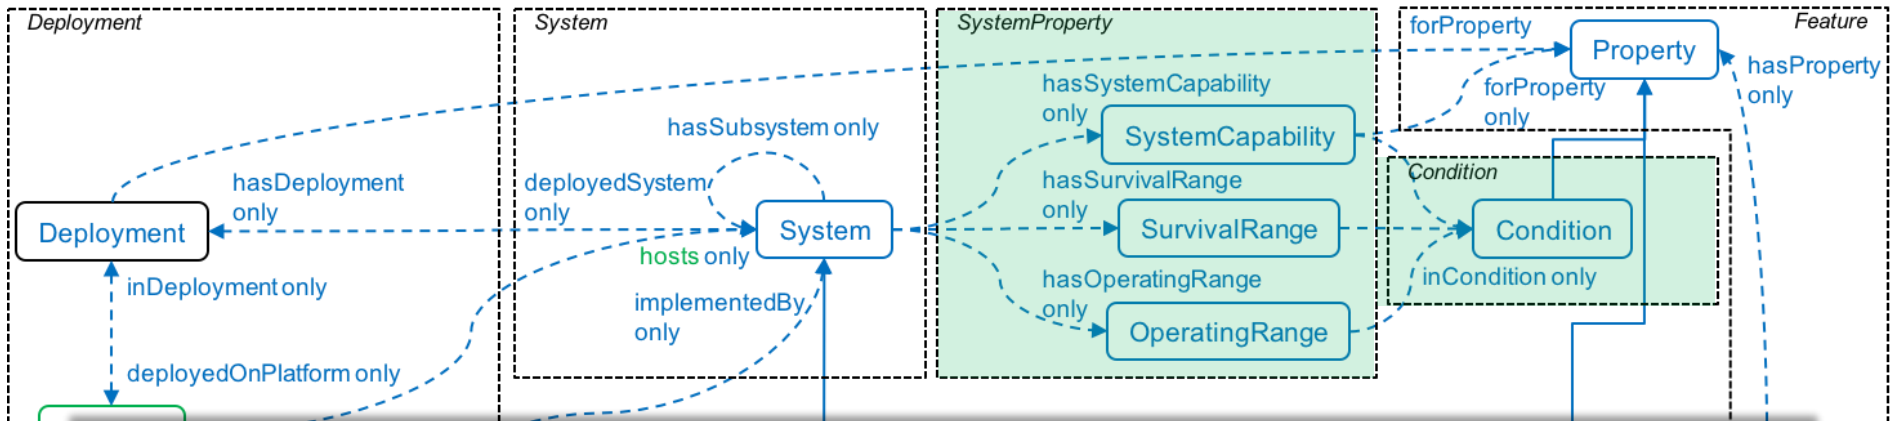 Deployment
System
SystemProperty
Feature
forProperty
Property
hasProperty
only
hasSystemCapability
only
forProperty
only
SystemCapability
hasSubsystem only
hasDeployment
only
deployedSystem
only
Condition
hasSurvivalRange
only
Deployment
System
SurvivalRange
Condition
hosts only
inDeployment only
implementedBy
only
hasOperatingRange
only
inCondition only
OperatingRange
deployedOnPlatform only